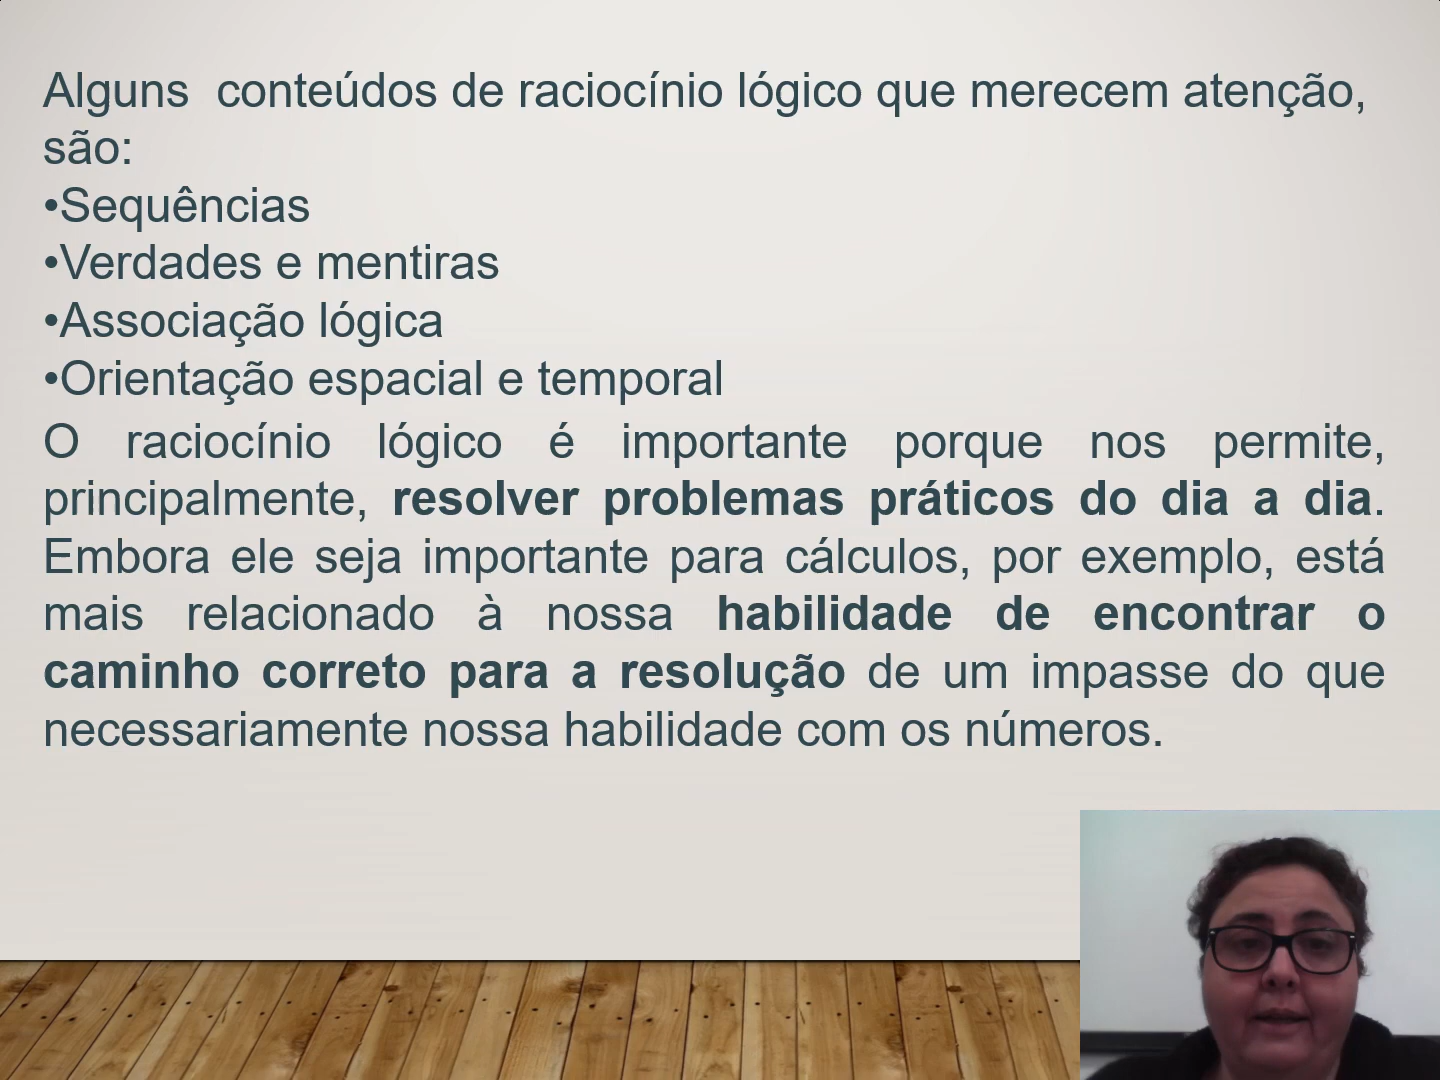 Alguns  conteúdos de raciocínio lógico que merecem atenção,
são:
•Sequências
•Verdades e mentiras
•Associação lógica
•Orientação espacial e temporal
O raciocínio lógico é importante porque nos permite,
principalmente, resolver problemas práticos do dia a dia.
Embora ele seja importante para cálculos, por exemplo, está
mais relacionado à nossa habilidade de encontrar o
caminho correto para a resolução de um impasse do que
necessariamente nossa habilidade com os números.